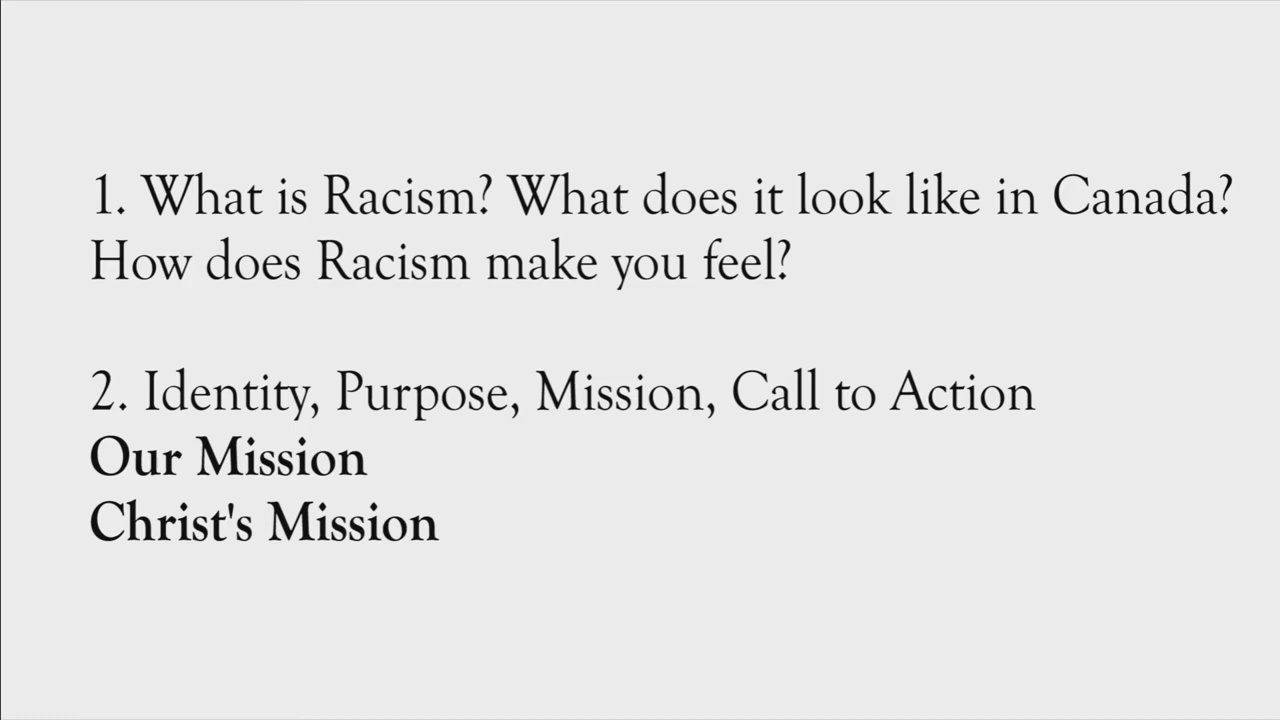 1. What is Racism? What does it look like in Canada?
How does Racism make you feel?
2. Identity, Purpose, Mission, Call to Action
Our Mission
Christ's Mission